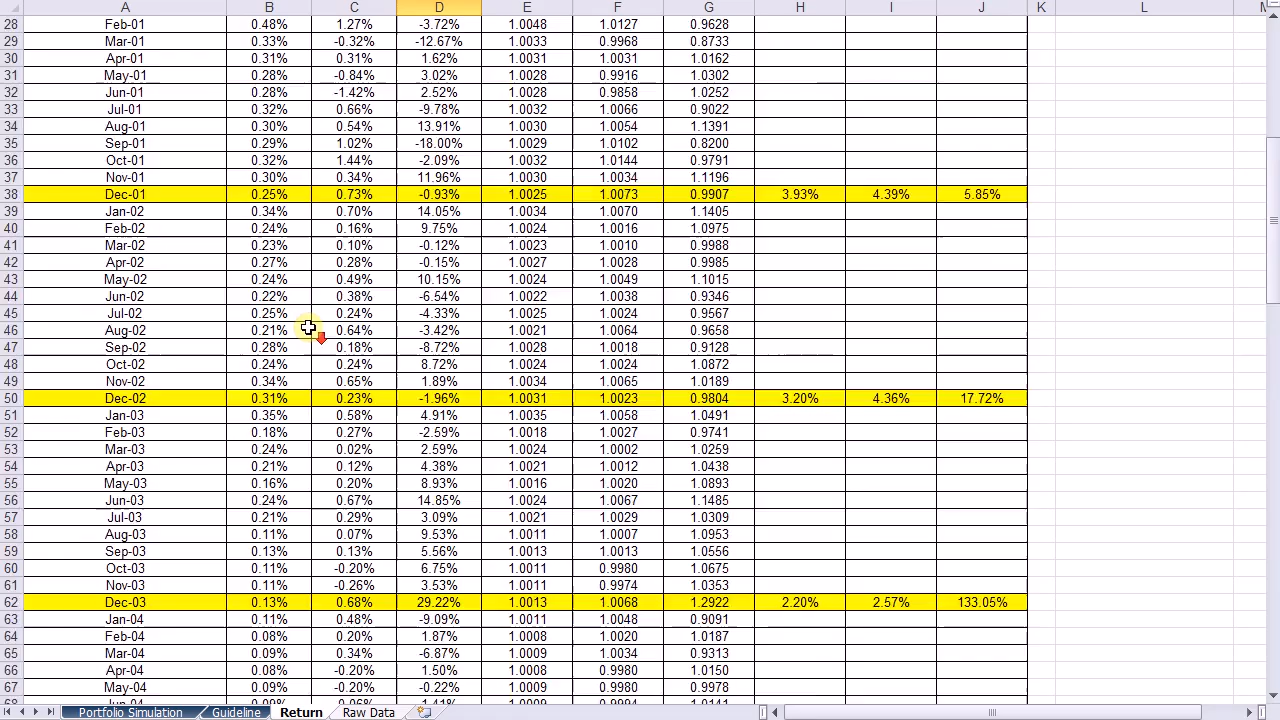 A B C D E F G H I J K L M
28 Feb-01 0.48% 1.27% -3.72% 1.0048 1.0127 0.9628
29 Mar-01 0.33% -0.32% -12.67% 1.0033 0.9968 0.8733
30 Apr-01 0.31% 0.31% 1.62% 1.0031 1.0031 1.0162
31 May-01 0.28% -0.84% 3.02% 1.0028 0.9916 1.0302
32 Jun-01 0.28% -1.42% 2.52% 1.0028 0.9858 1.0252
33 Jul-01 0.32% 0.66% -9.78% 1.0032 1.0066 0.9022
34 Aug-01 0.30% 0.54% 13.91% 1.0030 1.0054 1.1391
35 Sep-01 0.29% 1.02% -18.00% 1.0029 1.0102 0.8200
36 Oct-01 0.32% 1.44% -2.09% 1.0032 1.0144 0.9791
37 Nov-01 0.30% 0.34% 11.96% 1.0030 1.0034 1.1196
38 Dec-01 0.25% 0.73% -0.93% 1.0025 1.0073 0.9907 3.93% 4.39% 5.85%
39 Jan-02 0.34% 0.70% 14.05% 1.0034 1.0070 1.1405
40 Feb-02 0.24% 0.16% 9.75% 1.0024 1.0016 1.0975
41 Mar-02 0.23% 0.10% -0.12% 1.0023 1.0010 0.9988
42 Apr-02 0.27% 0.28% -0.15% 1.0027 1.0028 0.9985
43 May-02 0.24% 0.49% 10.15% 1.0024 1.0049 1.1015
44 Jun-02 0.22% 0.38% -6.54% 1.0022 1.0038 0.9346
45 Jul-02 0.25% 0.24% -4.33% 1.0025 1.0024 0.9567
46 Aug-02 0.21% 0.64% -3.42% 1.0021 1.0064 0.9658
47 Sep-02 0.28% 0.18% -8.72% 1.0028 1.0018 0.9128
48 Oct-02 0.24% 0.24% 8.72% 1.0024 1.0024 1.0872
49 Nov-02 0.34% 0.65% 1.89% 1.0034 1.0065 1.0189
50 Dec-02 0.31% 0.23% -1.96% 1.0031 1.0023 0.9804 3.20% 4.36% 17.72%
51 Jan-03 0.35% 0.58% 4.91% 1.0035 1.0058 1.0491
52 Feb-03 0.18% 0.27% -2.59% 1.0018 1.0027 0.9741
53 Mar-03 0.24% 0.02% 2.59% 1.0024 1.0002 1.0259
54 Apr-03 0.21% 0.12% 4.38% 1.0021 1.0012 1.0438
55 May-03 0.16% 0.20% 8.93% 1.0016 1.0020 1.0893
56 Jun-03 0.24% 0.67% 14.85% 1.0024 1.0067 1.1485
57 Jul-03 0.21% 0.29% 3.09% 1.0021 1.0029 1.0309
58 Aug-03 0.11% 0.07% 9.53% 1.0011 1.0007 1.0953
59 Sep-03 0.13% 0.13% 5.56% 1.0013 1.0013 1.0556
60 Oct-03 0.11% -0.20% 6.75% 1.0011 0.9980 1.0675
61 Nov-03 0.11% -0.26% 3.53% 1.0011 0.9974 1.0353
62 Dec-03 0.13% 0.68% 29.22% 1.0013 1.0068 1.2922 2.20% 2.57% 133.05%
63 Jan-04 0.11% 0.48% -9.09% 1.0011 1.0048 0.9091
64 Feb-04 0.08% 0.20% 1.87% 1.0008 1.0020 1.0187
65 Mar-04 0.09% 0.34% -6.87% 1.0009 1.0034 0.9313
66 Apr-04 0.08% -0.20% 1.50% 1.0008 0.9980 1.0150
67 May-04 0.09% -0.20% -0.22% 1.0009 0.9980 0.9978
Portfolio Simulation Guideline Return Raw Data